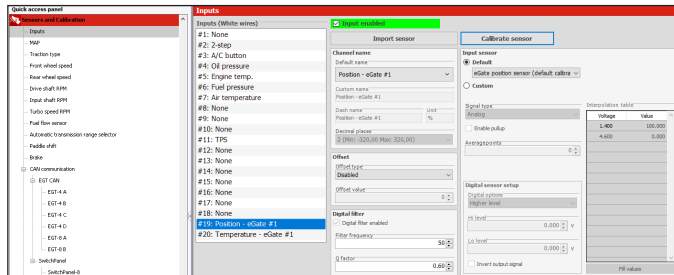 Quick access panel
Sensors and Calibration
Inputs
MAP
Traction type
Front wheel speed
Rear wheel speed
Drive shaft RPM
Input shaft RPM
Turbo speed RPM
Fuel flow sensor
Automatic transmission range selector
Paddle shift
Brake
CAN communication
EGT CAN
EGT-4 A
EGT-4 B
EGT-4 C
EGT-4 D
EGT-8 A
EGT-8 B
SwitchPanel
SwitchPanel-8
Inputs
Inputs (White wires)
#1: None
#2: 2-step
#3: A/C button
#4: Oil pressure
#5: Engine temp.
#6: Fuel pressure
#7: Air temperature
#8: None
#9: None
#10: None
#11: TPS
#12: None
#13: None
#14: None
#15: None
#16: None
#17: None
#18: None
#19: Position - eGate #1
#20: Temperature - eGate #1
Input enabled
Import sensor
Calibrate sensor
Channel name
Default name
Position - eGate #1
Custom name
Position - eGate #1
Dash name
Unit
Position - eGate #1
%
Decimal places
2 (Min: -320,00 Max: 320,00)
Offset
Offset type
Disabled
Offset value
0
Digital filter
Digital filter enabled
Filter frequency
50
Q factor
0.60
Input sensor
Default
eGate position sensor (default calibra
Custom
Signal type
Analog
Enable pullup
Averagepoints
0
Digital sensor setup
Digital options
Higher level
Hi level
0.000 v
Lo level
0.000 v
Invert output signal
Interpolation table
Voltage Value
1.400 100.000
4.600 0.000
Fill values